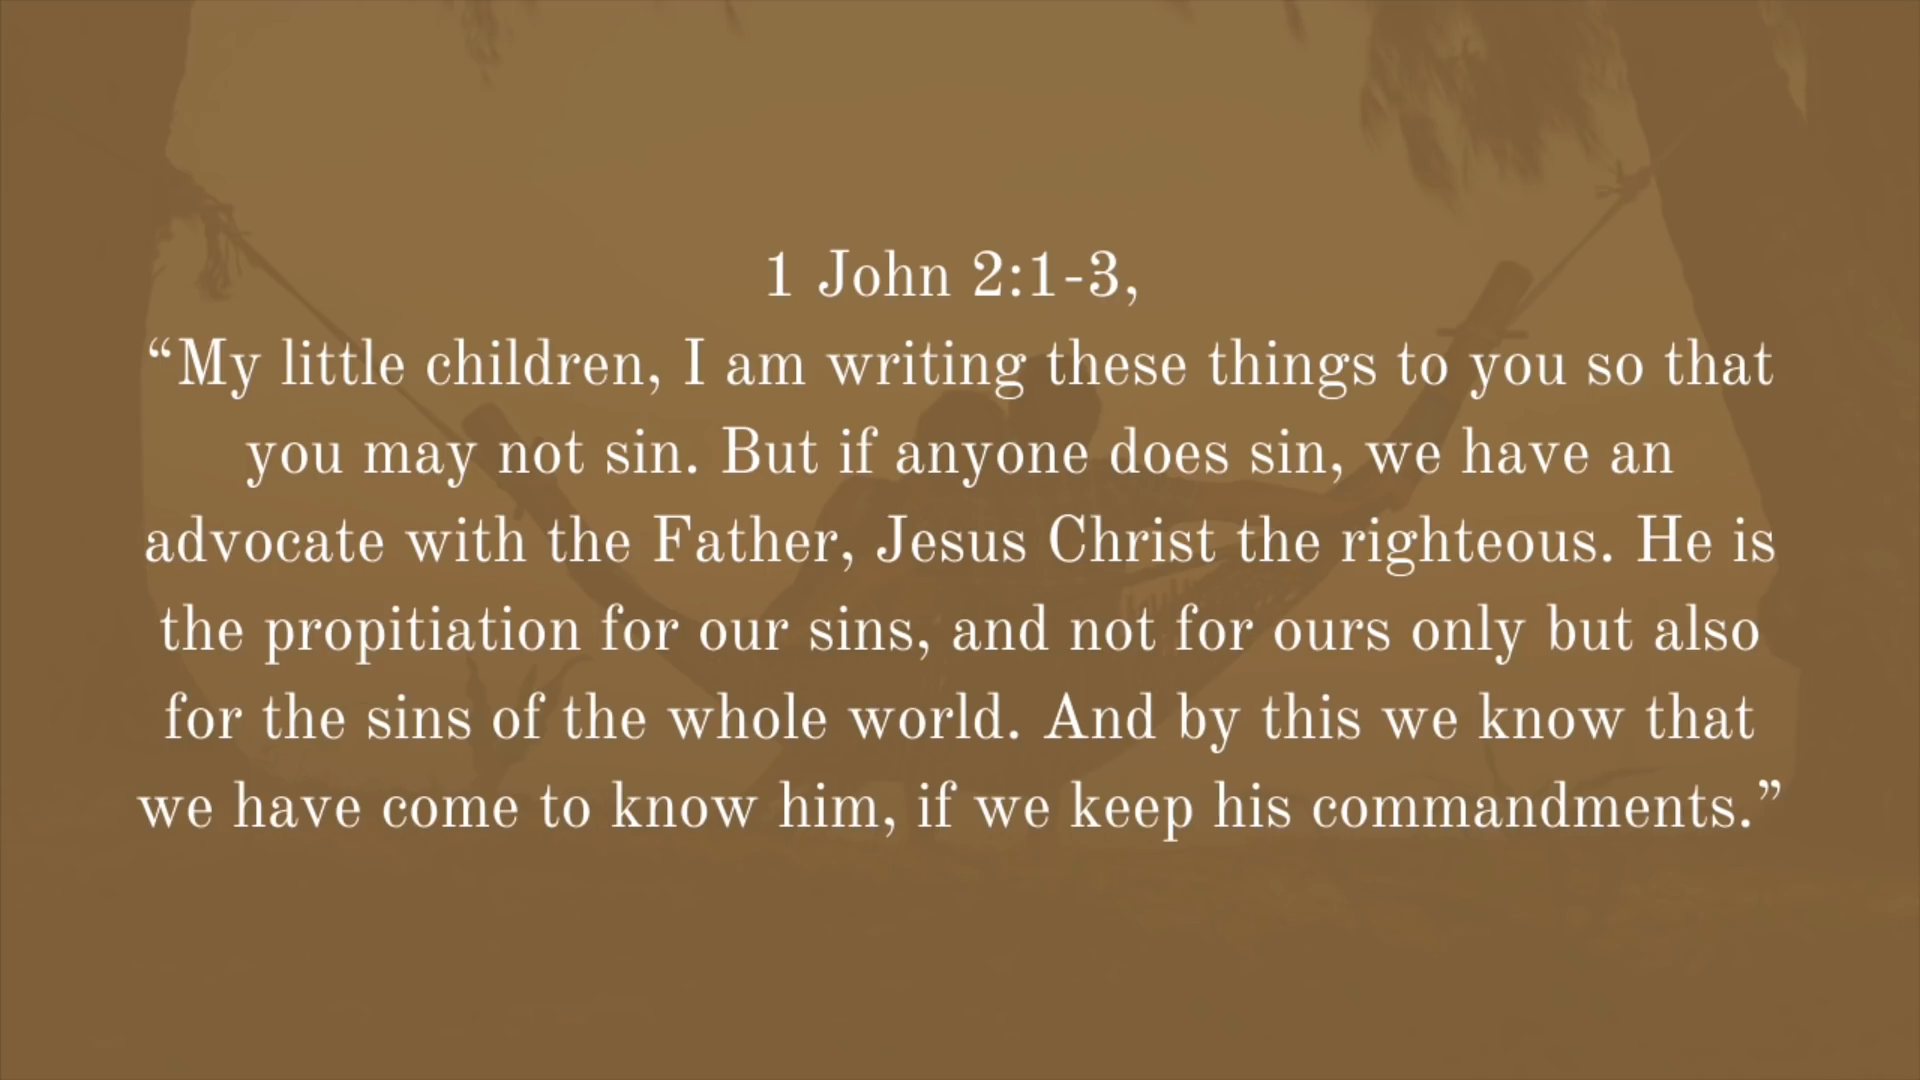 1 John 2:1-3,
“My little children, I am writing these things to you so that
you may not sin. But if anyone does sin, we have an
advocate with the Father, Jesus Christ the righteous. He is
the propitiation for our sins, and not for ours only but also
for the sins of the whole world. And by this we know that
we have come to know him, if we keep his commandments.”